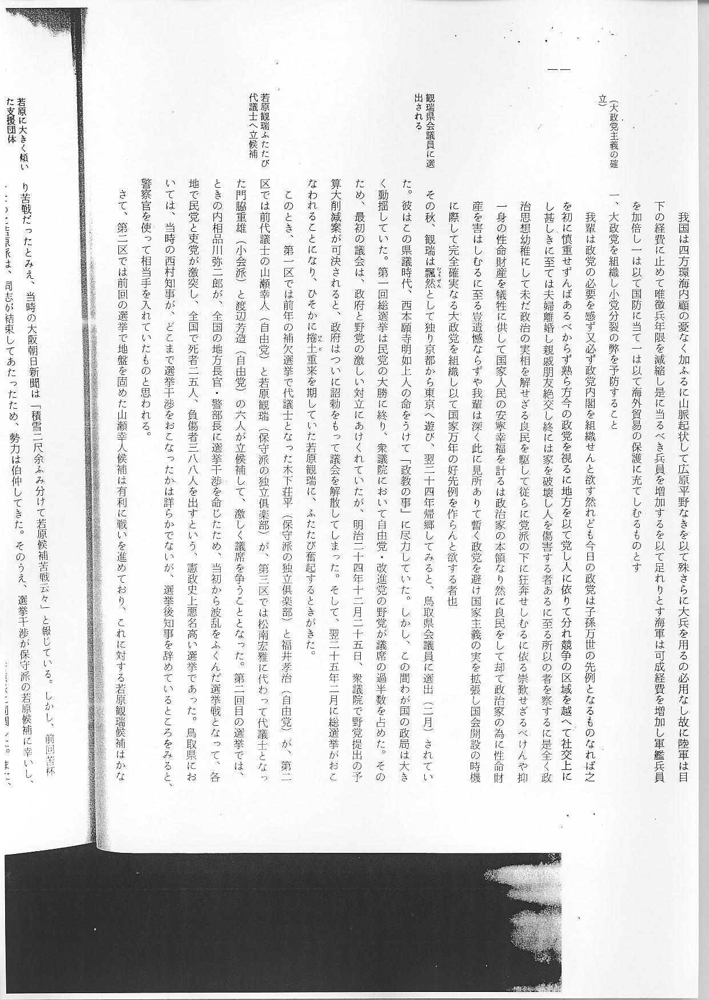 一一
我国は四方環海内顧の憂なく加ふるに山脈起状して広原平野なきを以て殊さらに大兵を用るの必用なし故に陸軍は目
下の経費に止めて唯徴兵年限を減縮し是に当るべき兵員を増加するを以て足れりとす海軍は可成経費を増加し軍艦兵員
を加倍し一は以て国防に当て一は以て海外貿易の保護に充てしむるものとす
（大政党主義の確
立）
一、大政党を組織し小党分裂の弊を予防すること
我輩は政党の必要を感ず又必ず政党内閣を組織せんと欲す然れども今日の政党は子孫万世の先例となるものなれば之
を初に慎重せずんばあるべからず熟ら方今の政党を視るに地方を以て党し人に依りて分れ競争の区域を越へて社交上に
し甚しきに至ては夫婦離婚し親戚朋友絶交し終には家を破壊し人を傷害する者あるに至る所以の者を察するに是全く政
治思想幼稚にして未だ政治の実相を解せざる良民を駆して従らに党派の下に狂奔せしむるに依る崇歎せざるべけんや抑
一身の性命財産を犠牲に供して国家人民の安寧幸福を計るは政治家の本領なり然に良民をして却て政治家の為に性命財
産を害はしむるに至る豈遺憾ならずや我輩は深く此に見所ありて暫く政党を避け国家主義の実を拡張し国会開設の時機
に際して完全確実なる大政党を組織し以て国家万年の好先例を作らんと欲する者也
観瑞県会議員に選
出される
その秋、観瑞は飄然として独り京都から東京へ遊び、翌二十四年帰郷してみると、鳥取県会議員に選出（二月）されてい
ひょうぜん
た。彼はこの県議時代、西本願寺明如上人の命をうけて「政教の事」に尽力していた。しかし、この間わが国の政局は大き
く動揺していた。第一回総選挙は民党の大勝に終り、衆議院において自由党・改進党の野党が議席の過半数を占めた。その
ため、最初の議会は、政府と野党の激しい対立にあけくれていたが、明治二十四年十二月二十五日、衆議院で野党提出の予
算大削減案が可決されると、政府はついに詔勅をもって議会を解散してしまった。そして、翌二十五年二月に総選挙がおこ
なわれることになり、ひそかに捲土重来を期していた若原観瑞に、ふたたび奮起するときがきた。
けんど
若原観瑞ふたたび
代議士へ立候補
このとき、第一区では前年の補欠選挙で代議士となった木下荘平（保守派の独立俱楽部）と福井孝治（自由党）が、第二
区では前代議士の山瀬幸人（自由党）と若原観瑞（保守派の独立俱楽部）が、第三区では松南宏雅に代わって代議士となっ
た門脇重雄（小会派）と渡辺芳造（自由党）の六人が立候補して、激しく議席を争うこととなった。第二回目の選挙では、
ときの内相品川弥二郎が、全国の地方長官・警部長に選挙干渉を命じたため、当初から波乱をふくんだ選挙戦となって、各
地で民党と吏党が激突し、全国で死者二五人、負傷者三八八人を出すという、憲政史上悪名高い選挙であった。鳥取県にお
いては、当時の西村知事が、どこまで選挙干渉をおこなったかは詳らかでないが、選挙後知事を辞めているところをみると、
警察官を使って相当手を入れていたものと思われる。
さて、第二区では前回の選挙で地盤を固めた山瀬幸人候補は有利に戦いを進めており、これに対する若原観瑞候補はかな
り苦戦だったとみえ、当時の大阪朝日新聞は「積雪二尺余ふみ分けて若原候補苦戦云々」と報じている。しかし、前回苦杯
若原に大きく傾い
た支援団体
は、同志が結束してあたったため、勢力は伯仲してきた。そのうえ、選挙干渉が保守派の若原候補に幸いし、